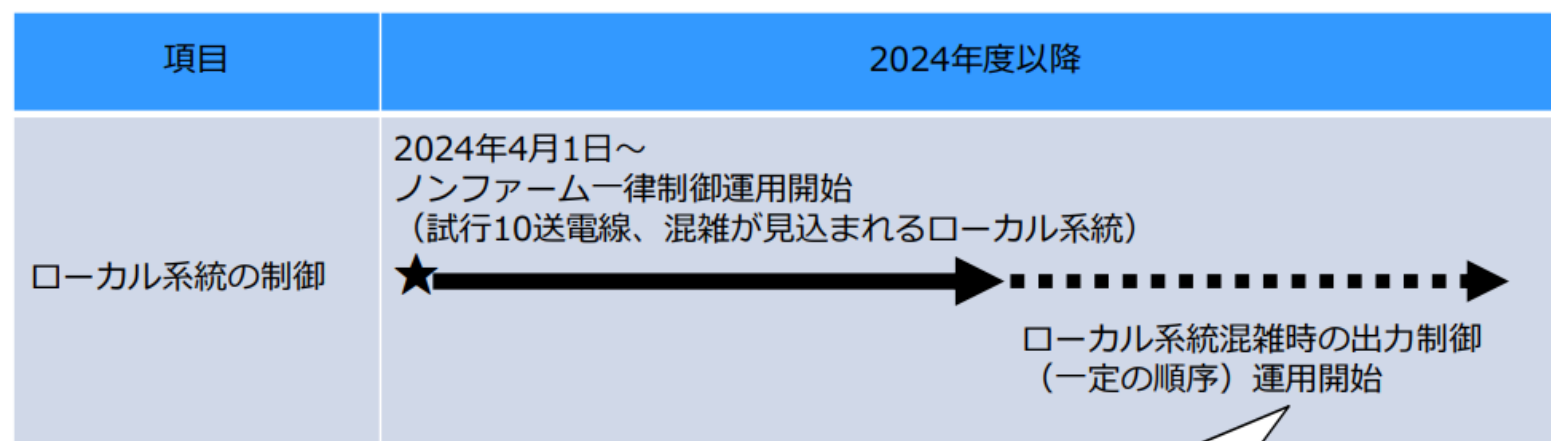 項目
2024年度以降
2024年4月1日～
ノンファーム一律制御運用開始
（試行10送電線、混雑が見込まれるローカル系統）
ローカル系統の制御
ローカル系統混雑時の出力制御
（一定の順序）運用開始